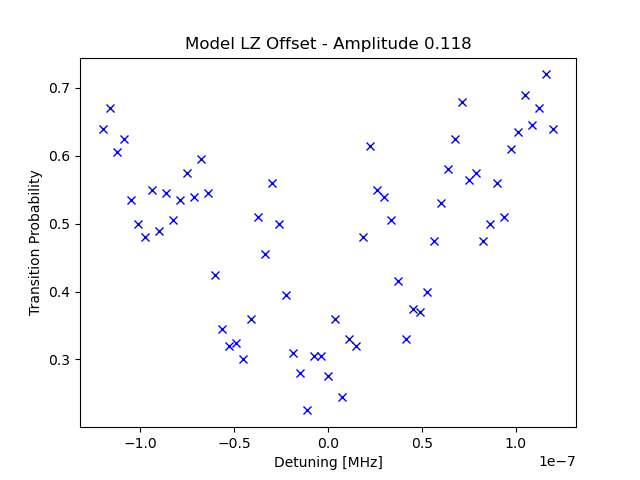 Model LZ Offset - Amplitude 0.118
0.7
0.6
0.5
0.4
0.3
Transition Probability
−1.0
−0.5
0.0
0.5
1.0
1e−7
Detuning [MHz]